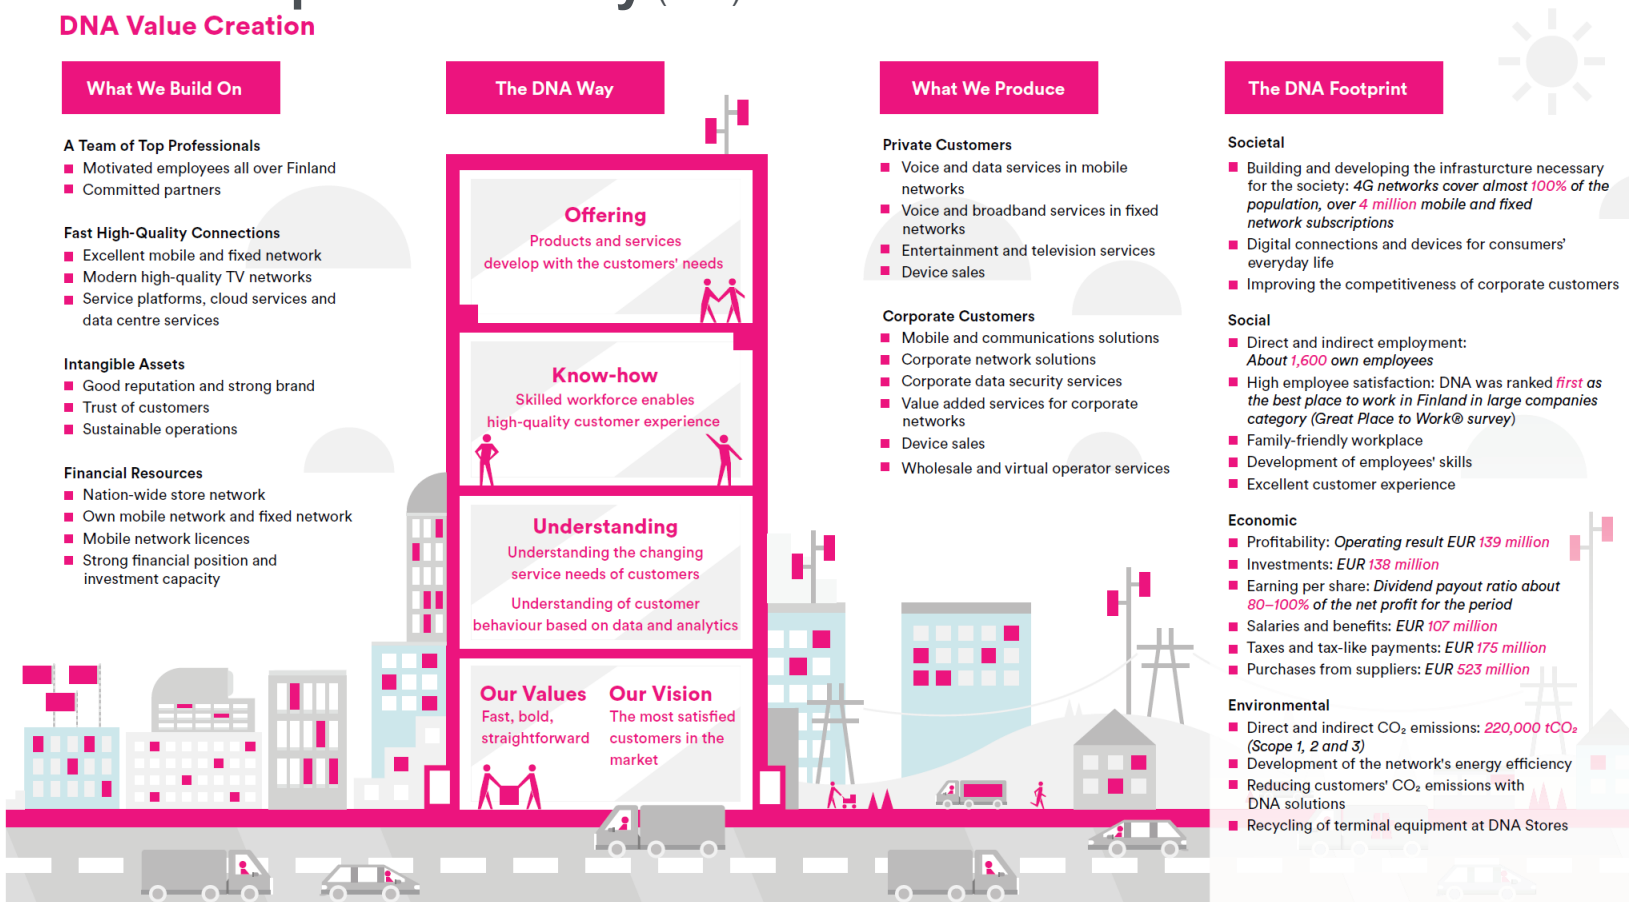 DNA Value Creation
What We Build On
A Team of Top Professionals
Motivated employees all over Finland
Committed partners
Fast High-Quality Connections
Excellent mobile and fixed network
Modern high-quality TV networks
Service platforms, cloud services and
data centre services
Intangible Assets
Good reputation and strong brand
Trust of customers
Sustainable operations
Financial Resources
Nation-wide store network
Own mobile network and fixed network
Mobile network licences
Strong financial position and
investment capacity
The DNA Way
Offering
Products and services
develop with the customers' needs
Know-how
Skilled workforce enables
high-quality customer experience
Understanding
Understanding the changing
service needs of customers
Understanding of customer
behaviour based on data and analytics
Our Values
Fast, bold,
straightforward
Our Vision
The most satisfied
customers in the
market
What We Produce
Private Customers
Voice and data services in mobile
networks
Voice and broadband services in fixed
networks
Entertainment and television services
Device sales
Corporate Customers
Mobile and communications solutions
Corporate network solutions
Corporate data security services
Value added services for corporate
networks
Device sales
Wholesale and virtual operator services
The DNA Footprint
Societal
Building and developing the infrasturcture necessary
for the society: 4G networks cover almost 100% of the
population, over 4 million mobile and fixed
network subscriptions
Digital connections and devices for consumers'
everyday life
Improving the competitiveness of corporate customers
Social
Direct and indirect employment:
About 1,600 own employees
High employee satisfaction: DNA was ranked first as
the best place to work in Finland in large companies
category (Great Place to Work® survey)
Family-friendly workplace
Development of employees' skills
Excellent customer experience
Economic
Profitability: Operating result EUR 139 million
Investments: EUR 138 million
Earning per share: Dividend payout ratio about
80–100% of the net profit for the period
Salaries and benefits: EUR 107 million
Taxes and tax-like payments: EUR 175 million
Purchases from suppliers: EUR 523 million
Environmental
Direct and indirect CO₂ emissions: 220,000 tCO₂
(Scope 1, 2 and 3)
Development of the network's energy efficiency
Reducing customers' CO₂ emissions with
DNA solutions
Recycling of terminal equipment at DNA Stores